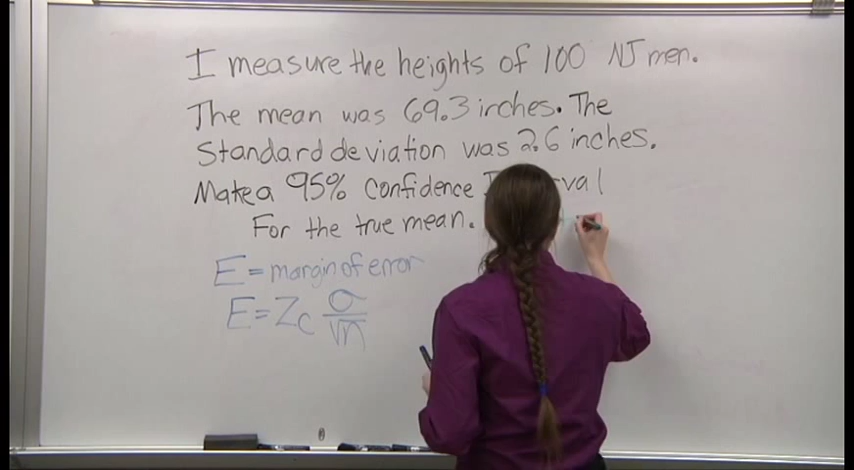 I measure the heights of 100 NJ men.
The mean was 69.3 inches. The
Standard deviation was 2.6 inches.
Make a 95% Confidence
For the true mean.
E = margin of error
E = Zc σ/√n